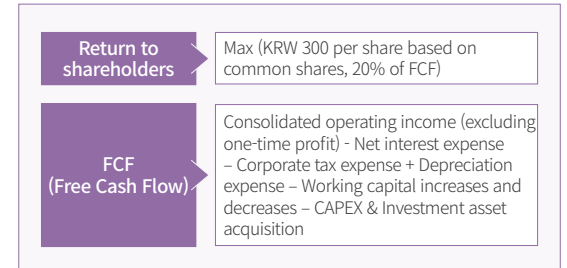 Return to
shareholders
Max (KRW 300 per share based on
common shares, 20% of FCF)
FCF
(Free Cash Flow)
Consolidated operating income (excluding
one-time profit) - Net interest expense
– Corporate tax expense + Depreciation
expense – Working capital increases and
decreases – CAPEX & Investment asset
acquisition